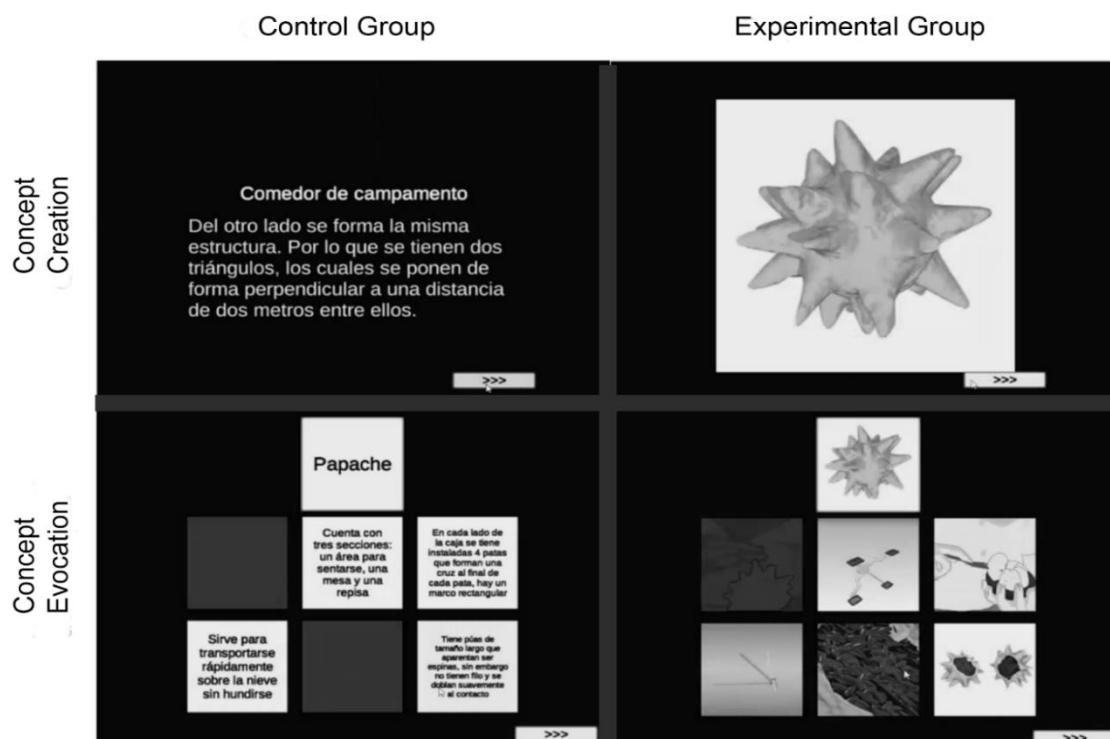 Control Group
Experimental Group
Concept
Creation
Comedor de campamento
Del otro lado se forma la misma
estructura. Por lo que se tienen dos
triángulos, los cuales se ponen de
forma perpendicular a una distancia
de dos metros entre ellos.
>>>
>>>
Concept
Evocation
Papache
Cuenta con
tres secciones:
un área para
sentarse, una
mesa y una
repisa
En cada lado de
la caja se tiene
instaladas 4 patas
que forman una
cruz al final de
cada pata, hay un
marco rectangular
Sirve para
transportarse
rápidamente
sobre la nieve
sin hundirse
Tiene púas de
tamaño largo que
aparentan ser
espinas, sin embargo
no tienen filo y se
doblan suavemente
al contacto
>>>
>>>